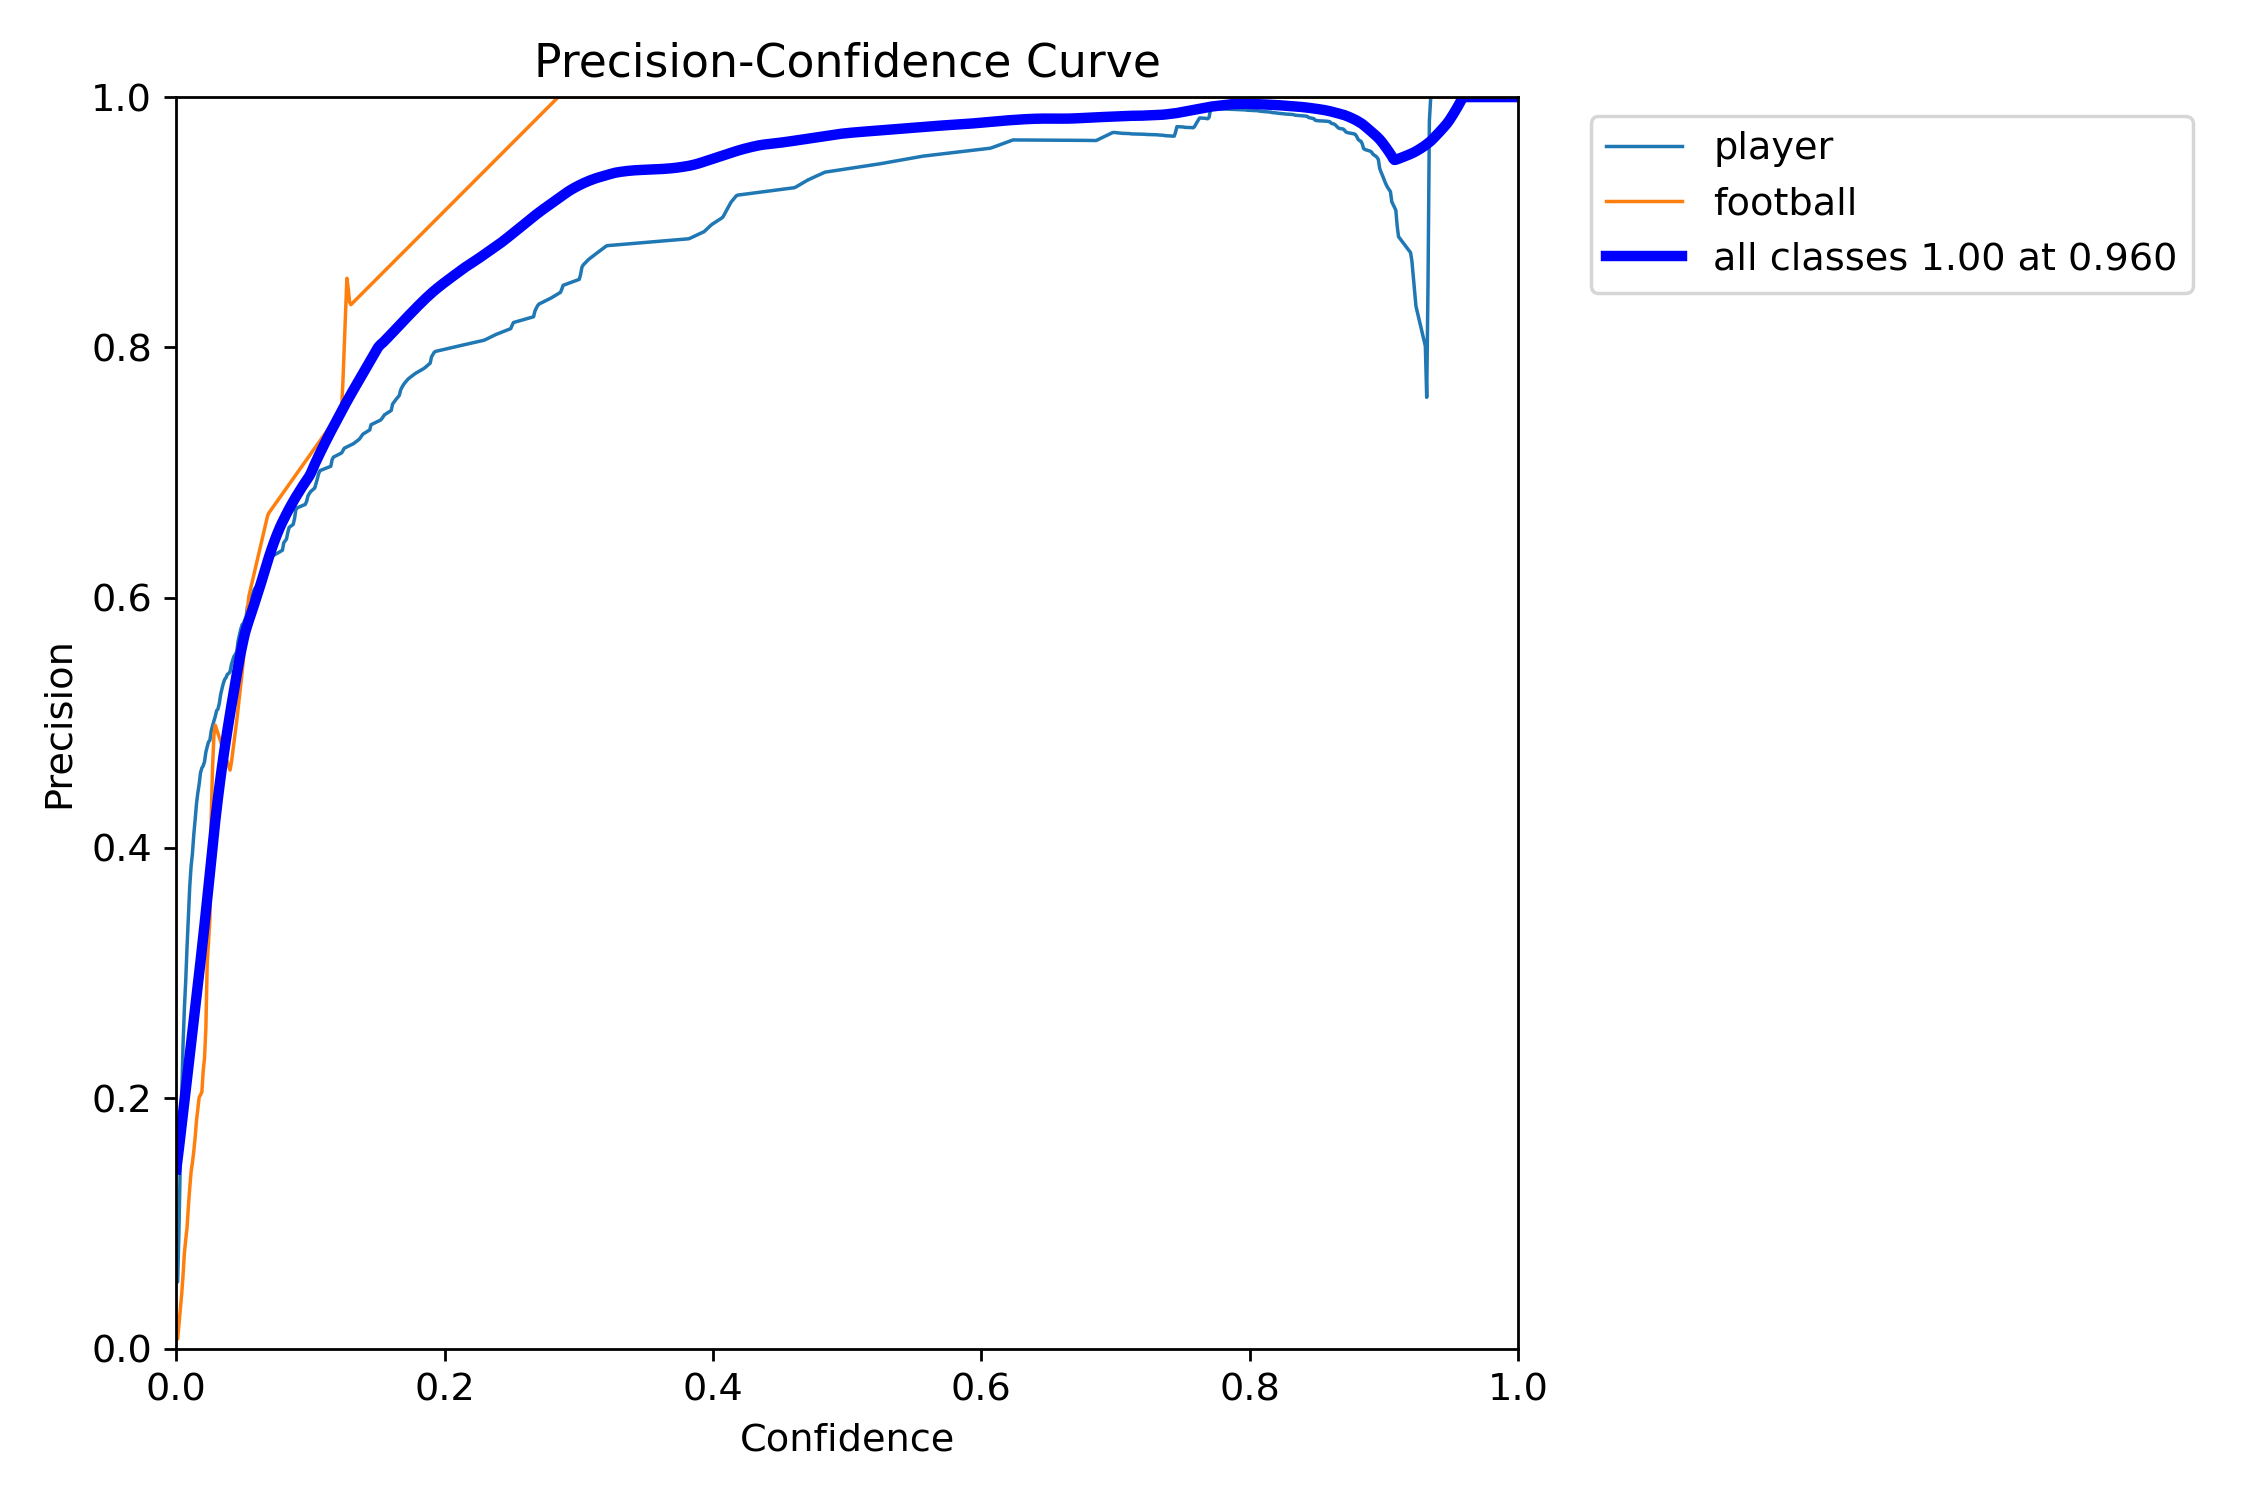 Precision-Confidence Curve
1.0
0.8
0.6
0.4
0.2
0.0
Precision
0.0 0.2 0.4 0.6 0.8 1.0
Confidence
player
football
all classes 1.00 at 0.960